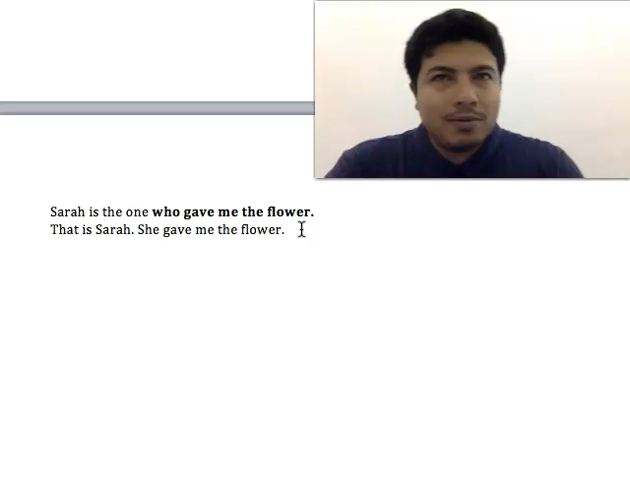 Sarah is the one who gave me the flower.
That is Sarah. She gave me the flower.